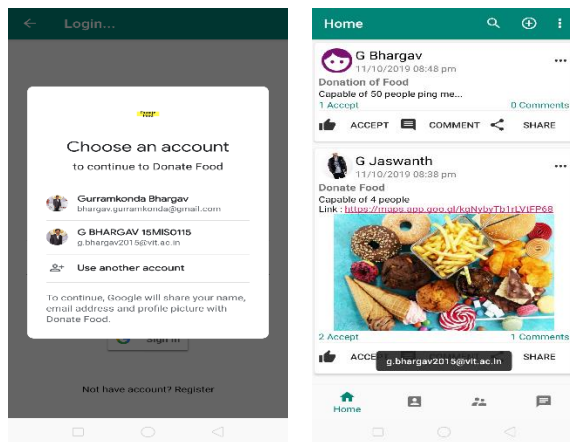 Login...
Donate
Food
Choose an account
to continue to Donate Food
Gurramkonda Bhargav
bhargav.gurramkonda@gmail.com
G BHARGAV 15MIS0115
g.bhargav2015@vit.ac.in
Use another account
To continue, Google will share your name,
email address and profile picture with
Donate Food.
Sign in
Not have account? Register
Home
G Bhargav
11/10/2019 08:48 pm
Donation of Food
Capable of 50 people ping me...
1 Accept 0 Comments
ACCEPT COMMENT SHARE
G Jaswanth
11/10/2019 08:38 pm
Donate Food
Capable of 4 people
Link : https://maps.app.goo.gl/kgNybyTb1rLVtFP68
2 Accept 1 Comments
ACCE SHARE
g.bhargav2015@vit.ac.in
Home